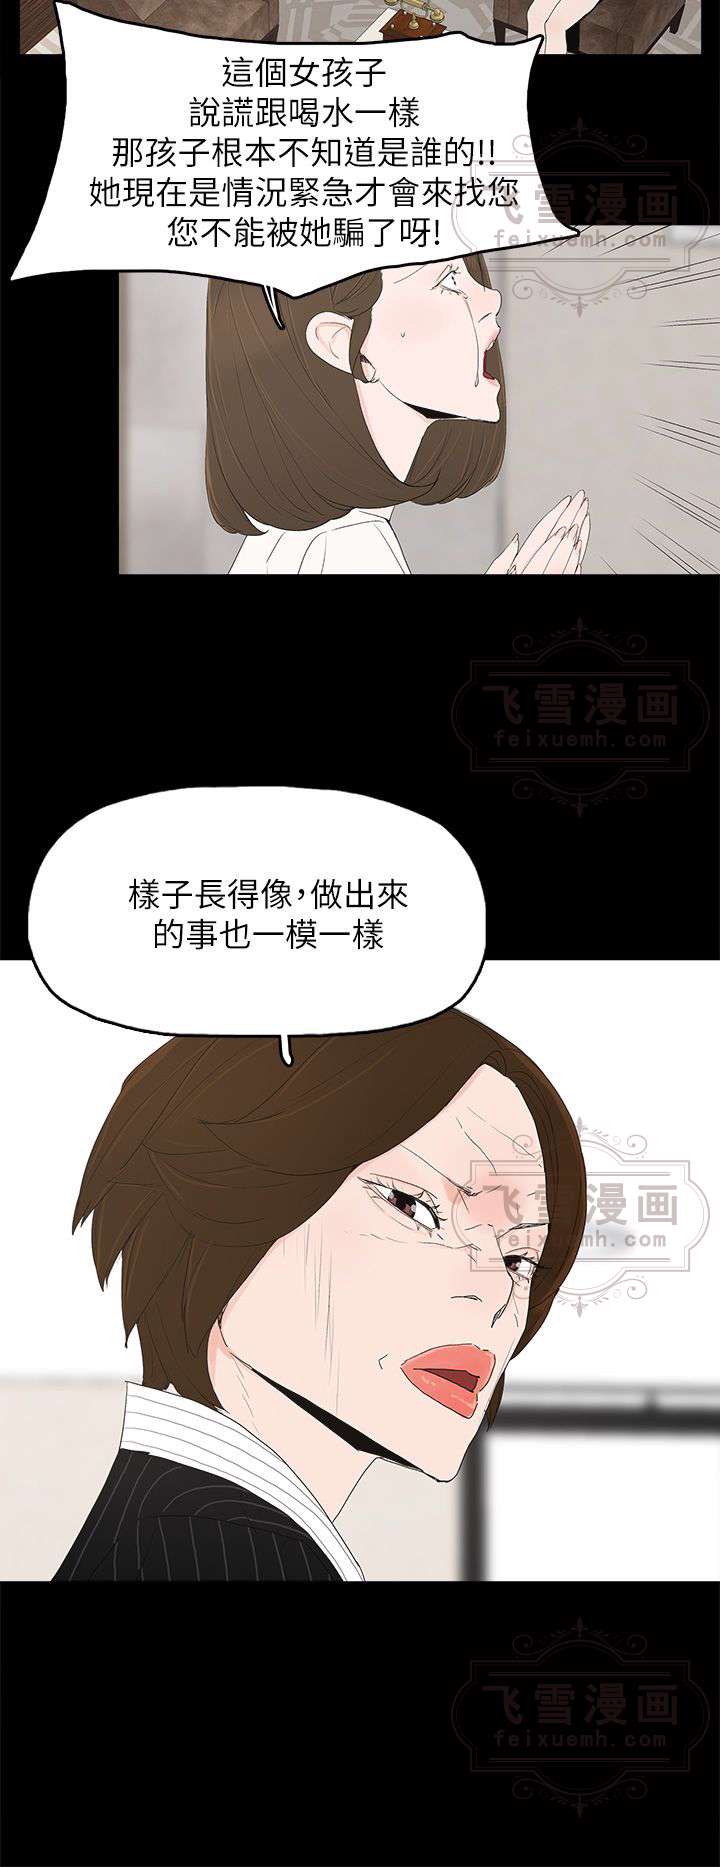 這個女孩子
說謊跟喝水一樣
那孩子根本不知道是誰的!!
她現在是情況緊急才會來找您
您不能被她騙了呀!
飞雪漫画
feixuemh.com
飞雪漫画
feixuemh.com
樣子長得像，做出來
的事也一模一樣
飞雪漫画
feixuemh.com
飞雪漫画
feixuemh.com